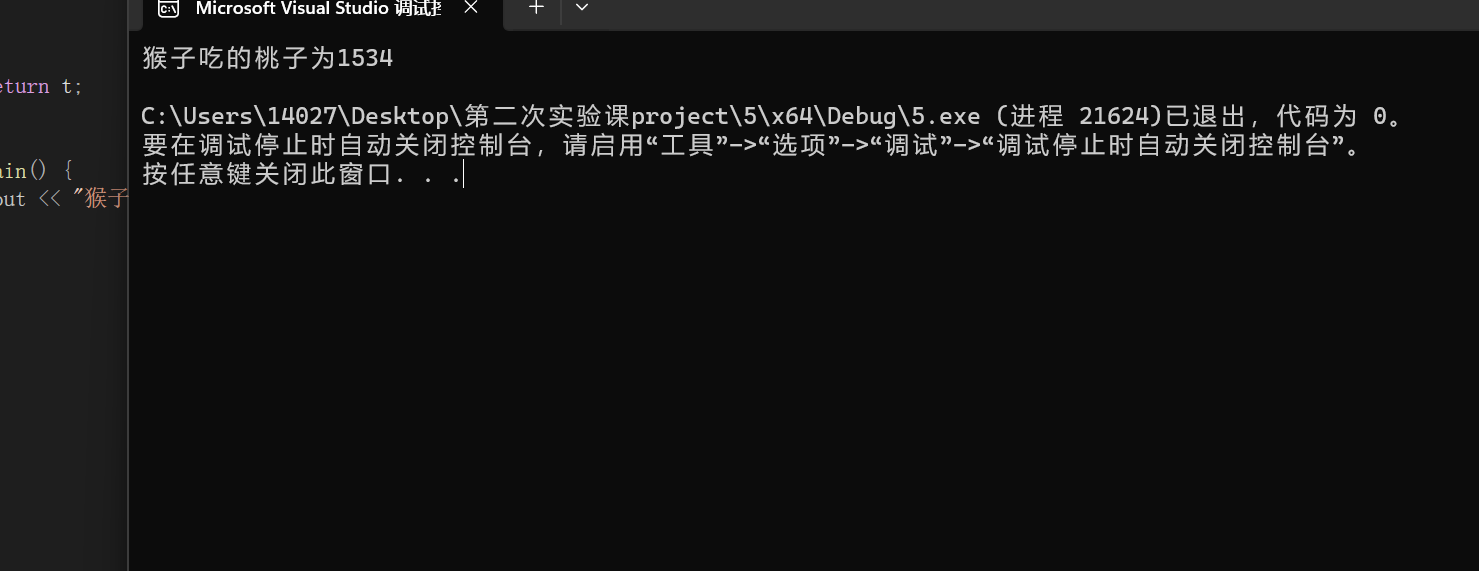 Microsoft Visual Studio 调试
猴子吃的桃子为1534
eturn t;
C:\Users\14027\Desktop\第二次实验课project\5\x64\Debug\5.exe (进程 21624)已退出，代码为 0。
要在调试停止时自动关闭控制台，请启用“工具”->“选项”->“调试”->“调试停止时自动关闭控制台”。
ain() {
按任意键关闭此窗口. . .
out << "猴子